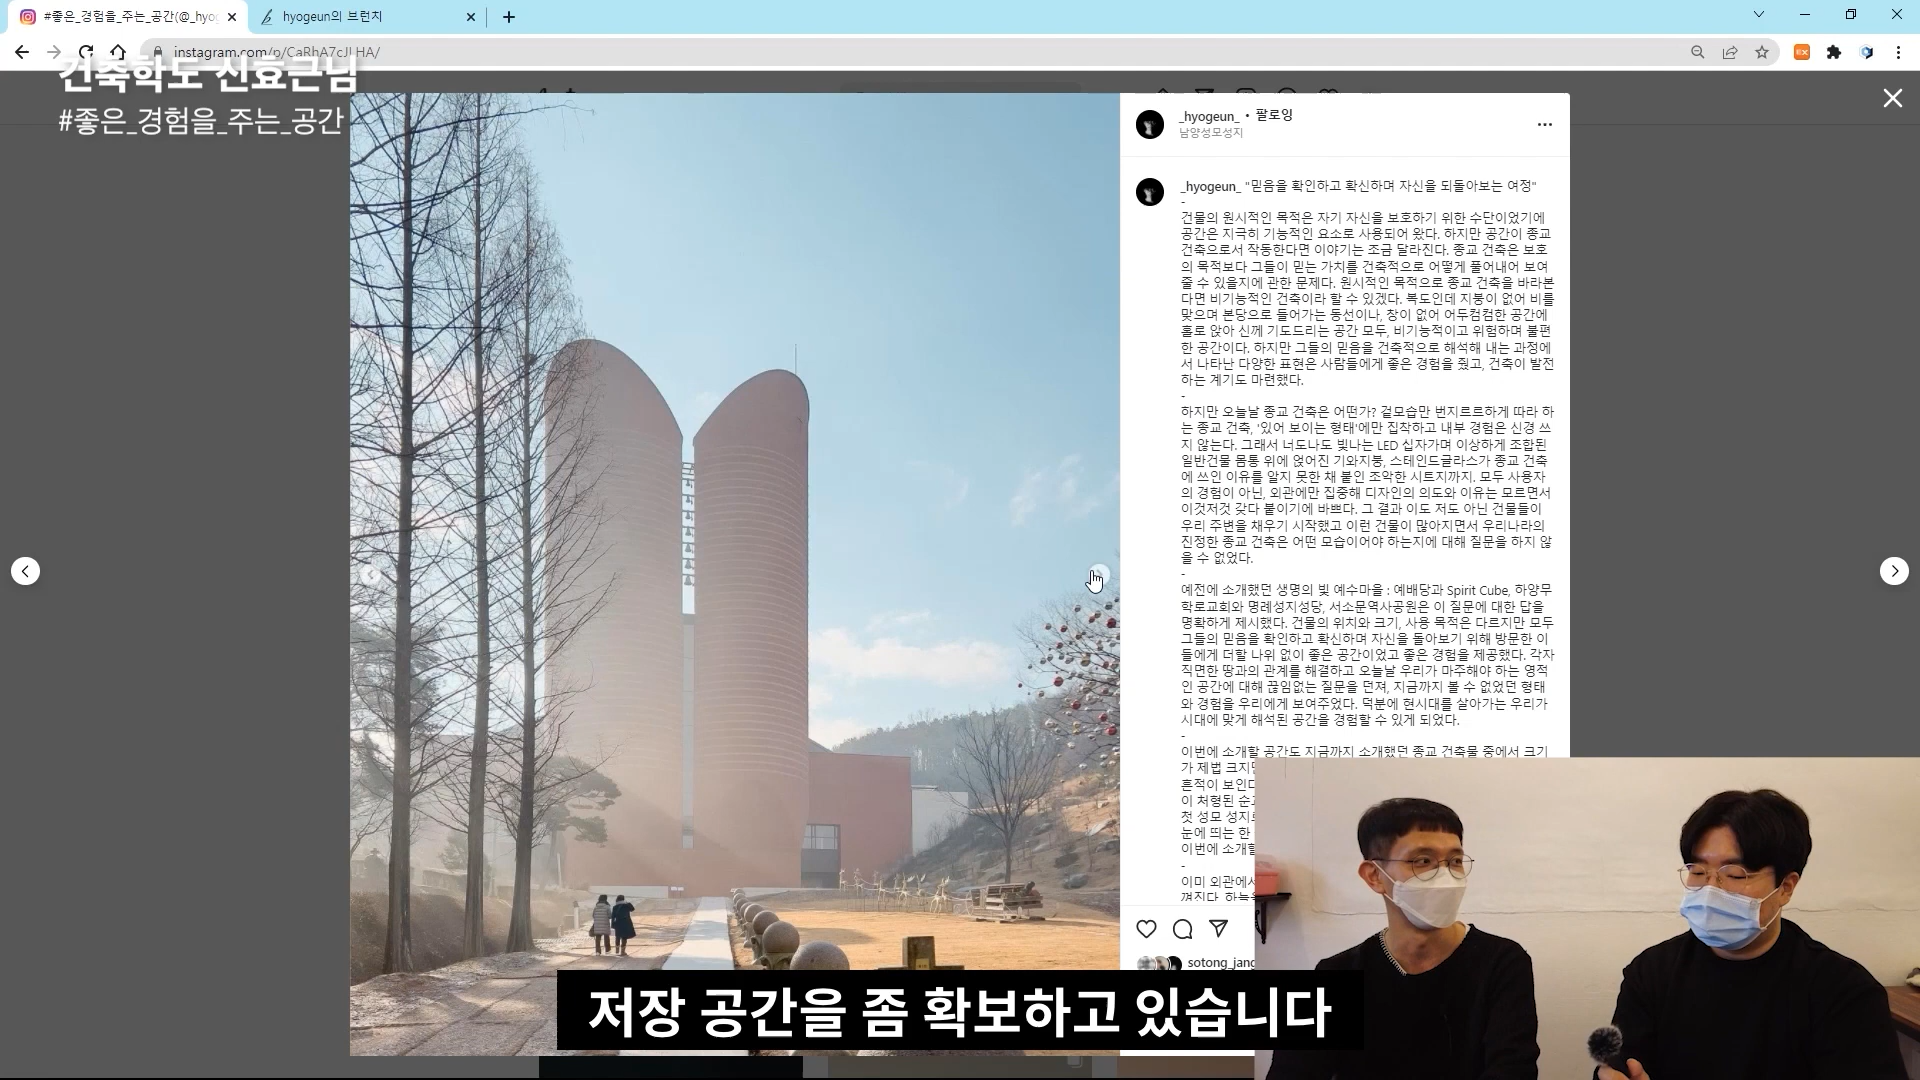 #좋은_경험을_주는_공간(@_hyog
hyogeun의 브런치
instagram.com/p/CaRhA7cJLHA/
건축학도 신효근님
#좋은_경험을_주는_공간
_hyogeun_ • 팔로잉
남양성모성지
_hyogeun_ "믿음을 확인하고 확신하며 자신을 되돌아보는 여정"
-
건물의 원시적인 목적은 자기 자신을 보호하기 위한 수단이었기에
공간은 지극히 기능적인 요소로 사용되어 왔다. 하지만 공간이 종교
건축으로서 작동한다면 이야기는 조금 달라진다. 종교 건축은 보호
의 목적보다 그들이 믿는 가치를 건축적으로 어떻게 풀어내어 보여
줄 수 있을지에 관한 문제다. 원시적인 목적으로 종교 건축을 바라본
다면 비기능적인 건축이라 할 수 있겠다. 복도인데 지붕이 없어 비를
맞으며 본당으로 들어가는 동선이나, 창이 없어 어두컴컴한 공간에
홀로 앉아 신께 기도드리는 공간 모두, 비기능적이고 위험하며 불편
한 공간이다. 하지만 그들의 믿음을 건축적으로 해석해 내는 과정에
서 나타난 다양한 표현은 사람들에게 좋은 경험을 줬고, 건축이 발전
하는 계기도 마련했다.
-
하지만 오늘날 종교 건축은 어떤가? 겉모습만 번지르르하게 따라 하
는 종교 건축, '있어 보이는 형태'에만 집착하고 내부 경험은 신경 쓰
지 않는다. 그래서 너도나도 빛나는 LED 십자가며 이상하게 조합된
일반건물 몸통 위에 얹어진 기와지붕, 스테인드글라스가 종교 건축
에 쓰인 이유를 알지 못한 채 붙인 조악한 시트지까지. 모두 사용자
의 경험이 아닌, 외관에만 집중해 디자인의 의도와 이유는 모르면서
이것저것 갖다 붙이기에 바쁘다. 그 결과 이도 저도 아닌 건물들이
우리 주변을 채우기 시작했고 이런 건물이 많아지면서 우리나라의
진정한 종교 건축은 어떤 모습이어야 하는지에 대해 질문을 하지 않
을 수 없었다.
-
예전에 소개했던 생명의 빛 예수마을 : 예배당과 Spirit Cube, 하양무
학로교회와 명례성지성당, 서소문역사공원은 이 질문에 대한 답을
명확하게 제시했다. 건물의 위치와 크기, 사용 목적은 다르지만 모두
그들의 믿음을 확인하고 확신하며 자신을 돌아보기 위해 방문한 이
들에게 더할 나위 없이 좋은 공간이었고 좋은 경험을 제공했다. 각자
직면한 땅과의 관계를 해결하고 오늘날 우리가 마주해야 하는 영적
인 공간에 대해 끊임없는 질문을 던져, 지금까지 볼 수 없었던 형태
와 경험을 우리에게 보여주었다. 덕분에 현시대를 살아가는 우리가
시대에 맞게 해석된 공간을 경험할 수 있게 되었다.
-
이번에 소개할 공간도 지금까지 소개했던 종교 건축물 중에서 크기
가 제법 크지만
흔적이 보인다
이 처형된 순교
첫 성모 성지로
눈에 띄는 한
이번에 소개할
-
이미 외관에서
껴진다. 하늘을
sotong_jang
저장 공간을 좀 확보하고 있습니다